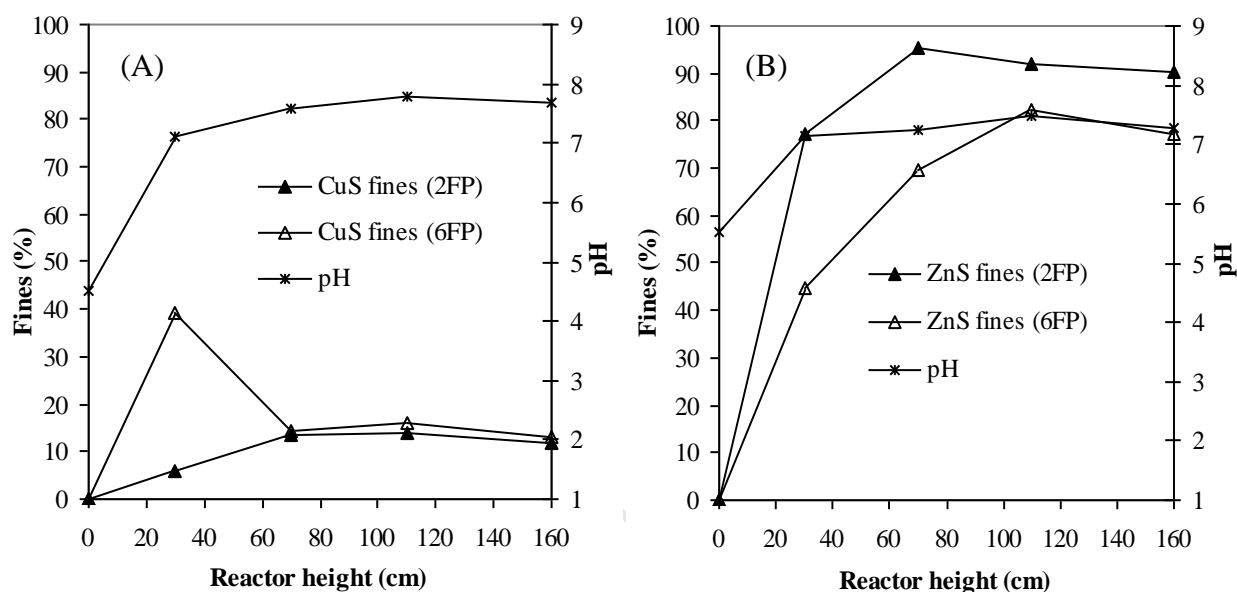 (A)
100
90
80
70
60
50
40
30
20
10
0
Fines (%)
9
8
7
6
5
4
3
2
1
pH
CuS fines (2FP)
CuS fines (6FP)
pH
0 20 40 60 80 100 120 140 160
Reactor height (cm)
(B)
100
90
80
70
60
50
40
30
20
10
0
Fines (%)
9
8
7
6
5
4
3
2
1
pH
ZnS fines (2FP)
ZnS fines (6FP)
pH
0 20 40 60 80 100 120 140 160
Reactor height (cm)